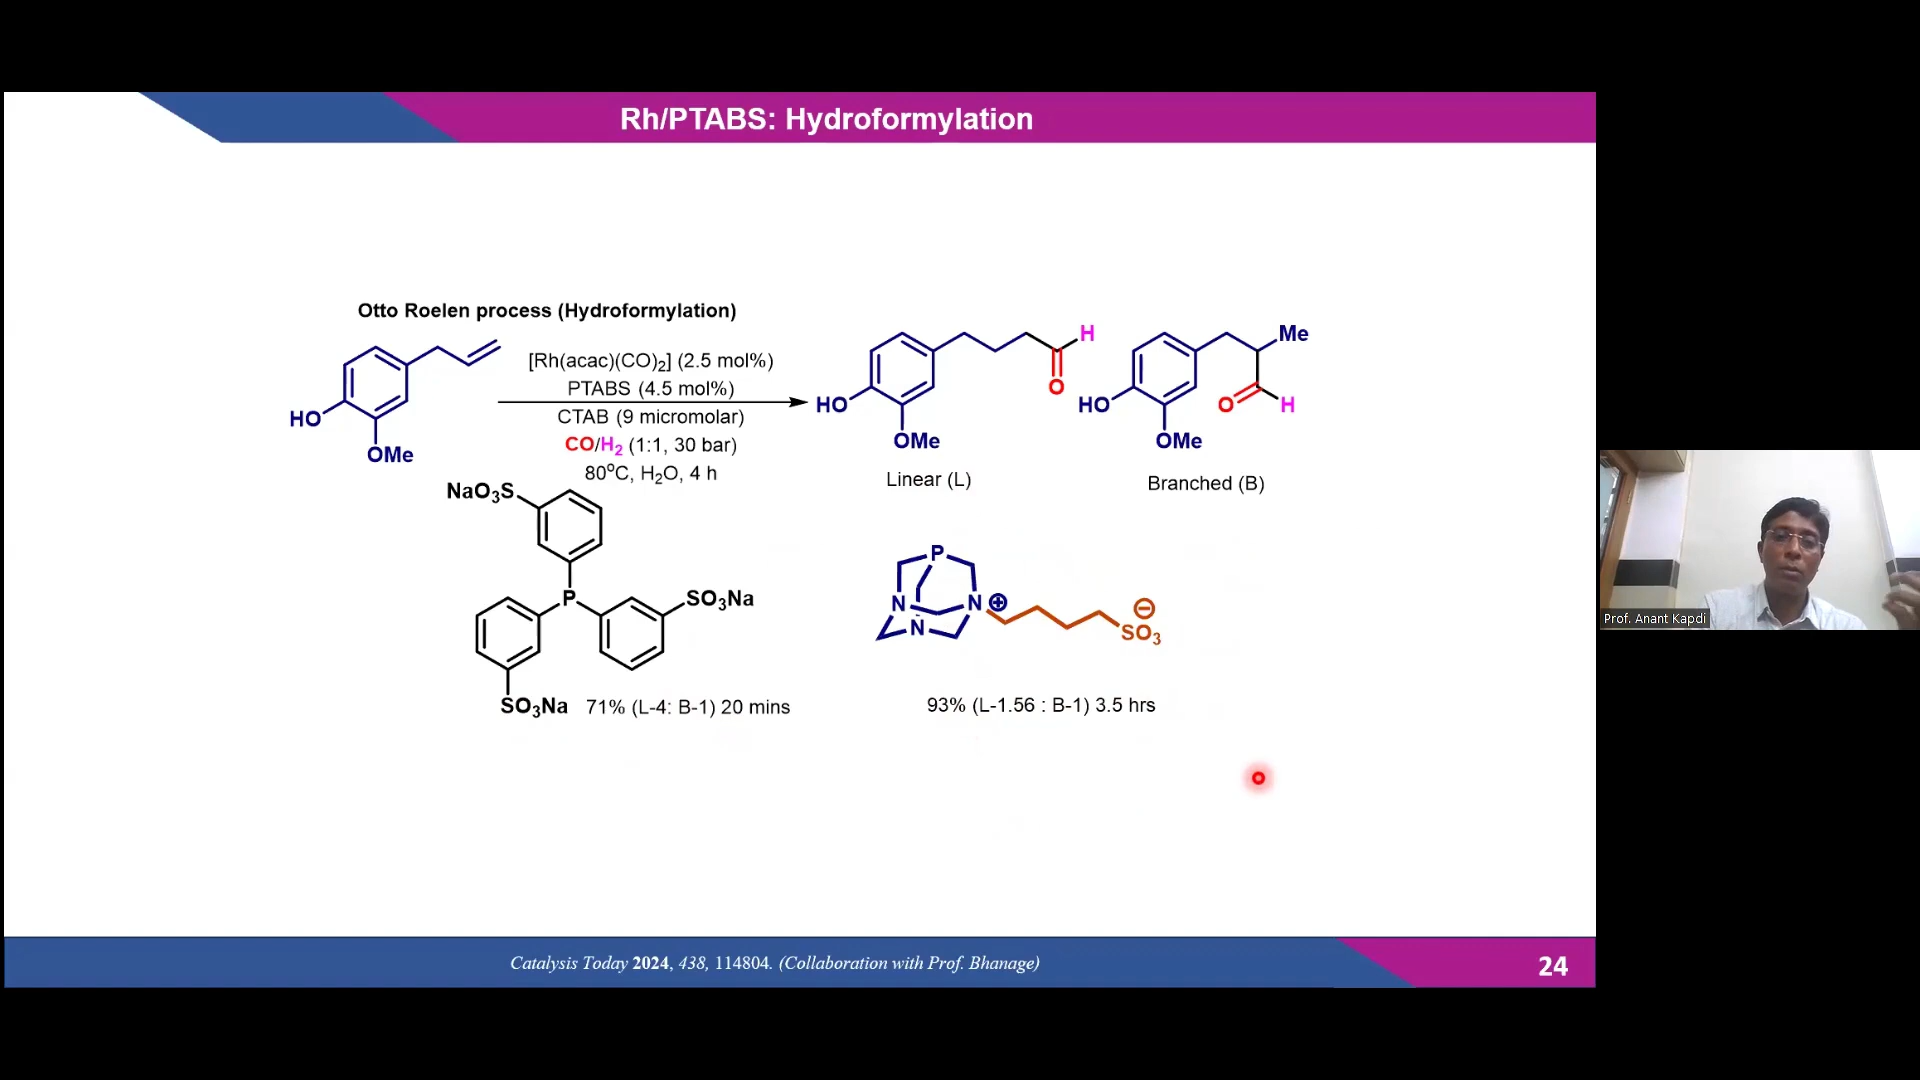 Rh/PTABS: Hydroformylation
Otto Roelen process (Hydroformylation)
HO
OMe
[Rh(acac)(CO)₂] (2.5 mol%)
PTABS (4.5 mol%)
CTAB (9 micromolar)
CO/H₂ (1:1, 30 bar)
80°C, H₂O, 4 h
HO
OMe
H
O
Linear (L)
HO
OMe
Me
O
H
Branched (B)
NaO₃S
P
SO₃Na
SO₃Na
71% (L-4: B-1) 20 mins
P
N
N
N
⊕
⊖
SO₃
93% (L-1.56 : B-1) 3.5 hrs
Prof. Anant Kapdi
Catalysis Today 2024, 438, 114804. (Collaboration with Prof. Bhanage)
24